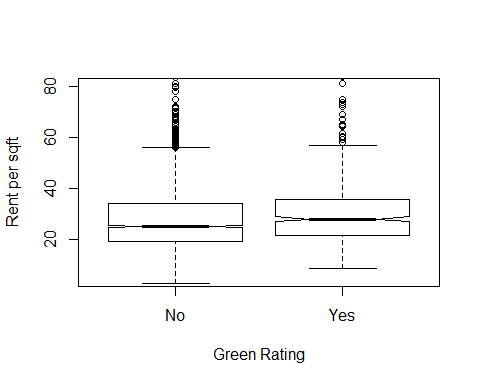 80
60
40
20
Rent per sqft
No
Yes
Green Rating